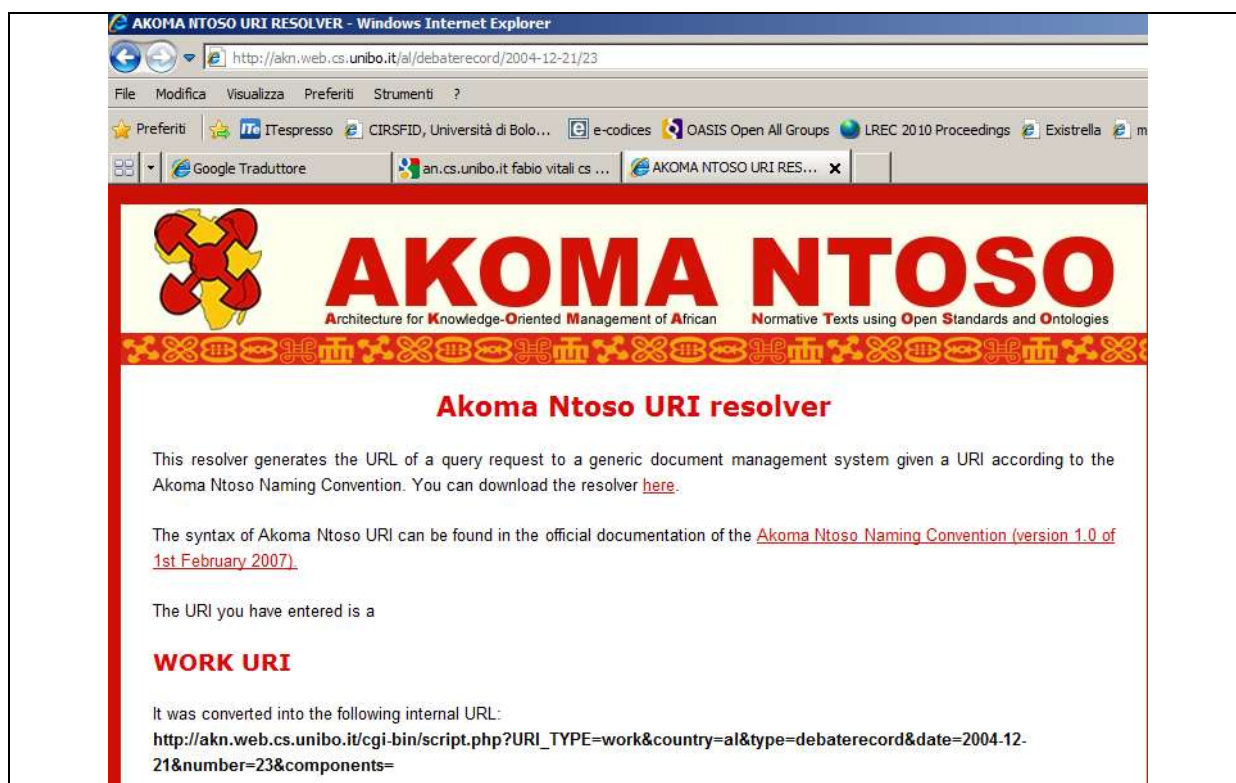 AKOMA NTOSO URI RESOLVER - Windows Internet Explorer
http://akn.web.cs.unibo.it/al/debaterecord/2004-12-21/23
File Modifica Visualizza Preferiti Strumenti ?
Preferiti ITespresso CIRSFID, Università di Bolo... e-codices OASIS Open All Groups LREC 2010 Proceedings Existrella m
Google Traduttore an.cs.unibo.it fabio vitali cs ... AKOMA NTOSO URI RES... X
AKOMA NTOSO
Architecture for Knowledge-Oriented Management of African Normative Texts using Open Standards and Ontologies
Akoma Ntoso URI resolver
This resolver generates the URL of a query request to a generic document management system given a URI according to the
Akoma Ntoso Naming Convention. You can download the resolver here.
The syntax of Akoma Ntoso URI can be found in the official documentation of the Akoma Ntoso Naming Convention (version 1.0 of
1st February 2007).
The URI you have entered is a
WORK URI
It was converted into the following internal URL:
http://akn.web.cs.unibo.it/cgi-bin/script.php?URI_TYPE=work&country=al&type=debaterecord&date=2004-12-
21&number=23&components=